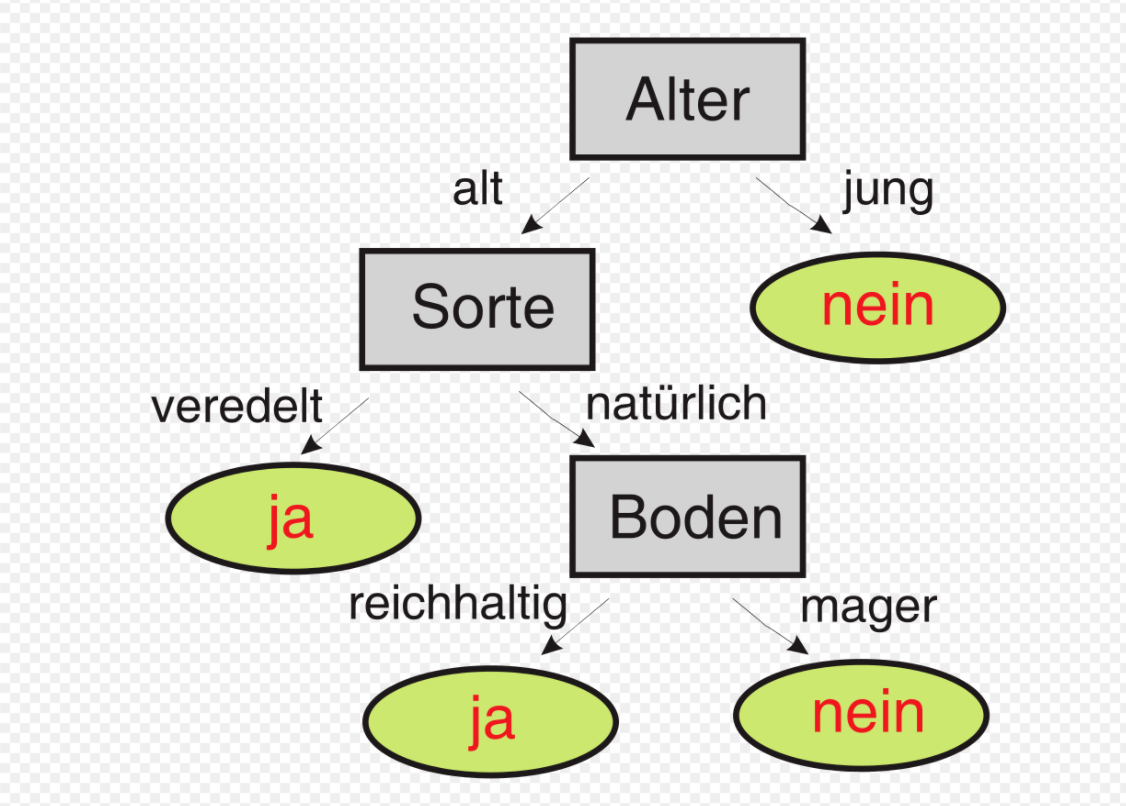 Alter
alt
jung
Sorte
nein
veredelt
natürlich
ja
Boden
reichhaltig
mager
ja
nein